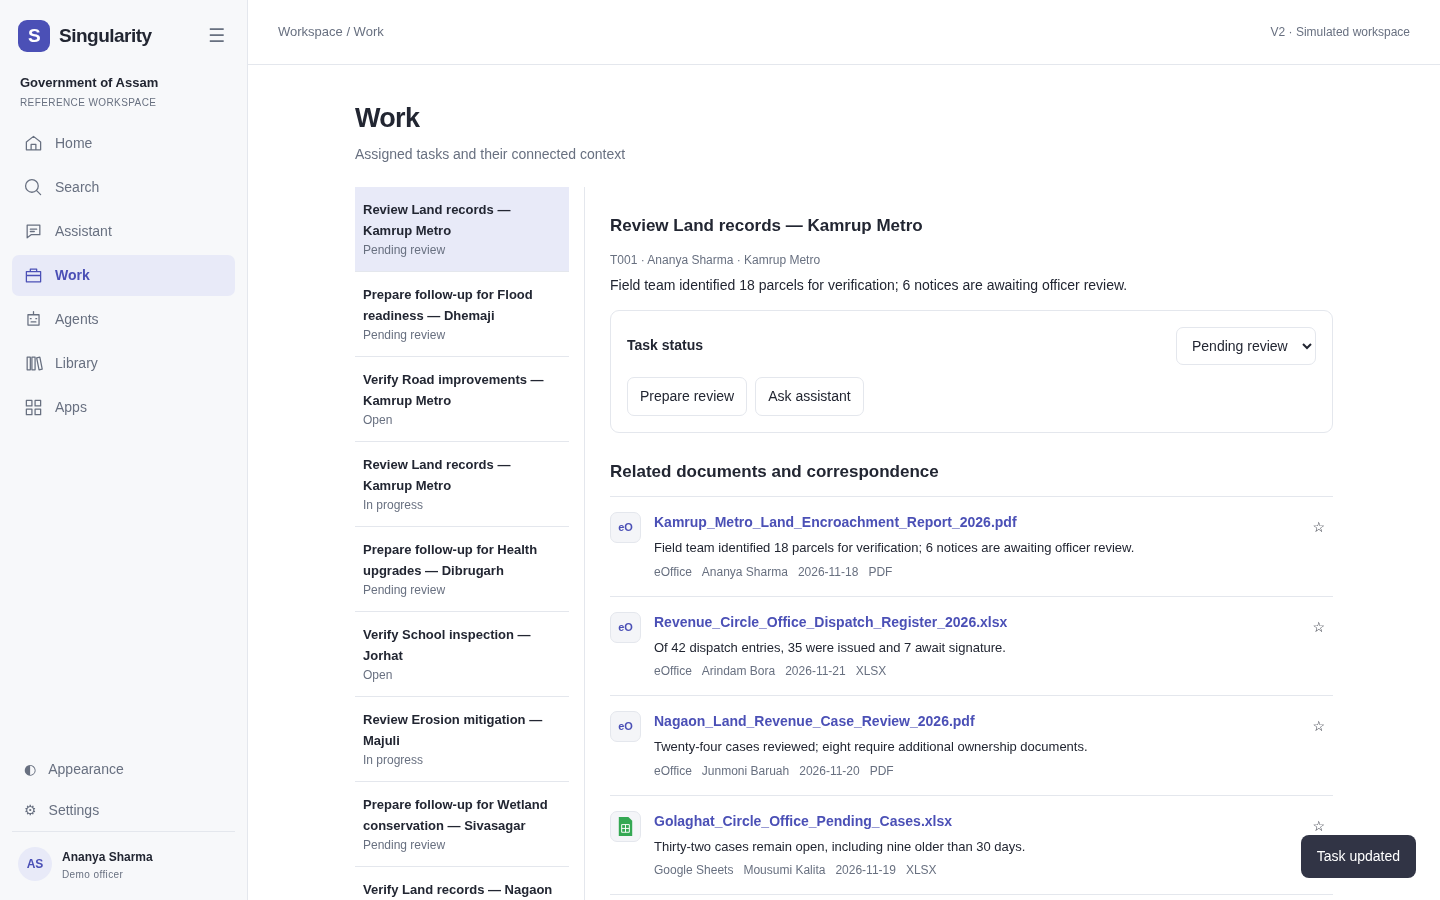 S Singularity
Government of Assam
REFERENCE WORKSPACE
Home
Search
Assistant
Work
Agents
Library
Apps
Appearance
Settings
AS
Ananya Sharma
Demo officer
Workspace / Work
V2 · Simulated workspace
Work
Assigned tasks and their connected context
Review Land records —
Kamrup Metro
Pending review
Prepare follow-up for Flood
readiness — Dhemaji
Pending review
Verify Road improvements —
Kamrup Metro
Open
Review Land records —
Kamrup Metro
In progress
Prepare follow-up for Health
upgrades — Dibrugarh
Pending review
Verify School inspection —
Jorhat
Open
Review Erosion mitigation —
Majuli
In progress
Prepare follow-up for Wetland
conservation — Sivasagar
Pending review
Verify Land records — Nagaon
Review Land records — Kamrup Metro
T001 · Ananya Sharma · Kamrup Metro
Field team identified 18 parcels for verification; 6 notices are awaiting officer review.
Task status
Pending review
Prepare review
Ask assistant
Related documents and correspondence
eO
Kamrup_Metro_Land_Encroachment_Report_2026.pdf
Field team identified 18 parcels for verification; 6 notices are awaiting officer review.
eOffice Ananya Sharma 2026-11-18 PDF
eO
Revenue_Circle_Office_Dispatch_Register_2026.xlsx
Of 42 dispatch entries, 35 were issued and 7 await signature.
eOffice Arindam Bora 2026-11-21 XLSX
eO
Nagaon_Land_Revenue_Case_Review_2026.pdf
Twenty-four cases reviewed; eight require additional ownership documents.
eOffice Junmoni Baruah 2026-11-20 PDF
Golaghat_Circle_Office_Pending_Cases.xlsx
Thirty-two cases remain open, including nine older than 30 days.
Google Sheets Mousumi Kalita 2026-11-19 XLSX
Task updated